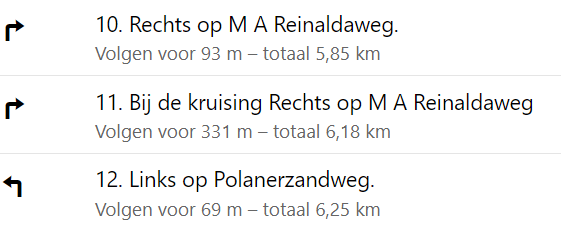 10. Rechts op M A Reinaldaweg.
Volgen voor 93 m – totaal 5,85 km
11. Bij de kruising Rechts op M A Reinaldaweg
Volgen voor 331 m – totaal 6,18 km
12. Links op Polanerzandweg.
Volgen voor 69 m – totaal 6,25 km